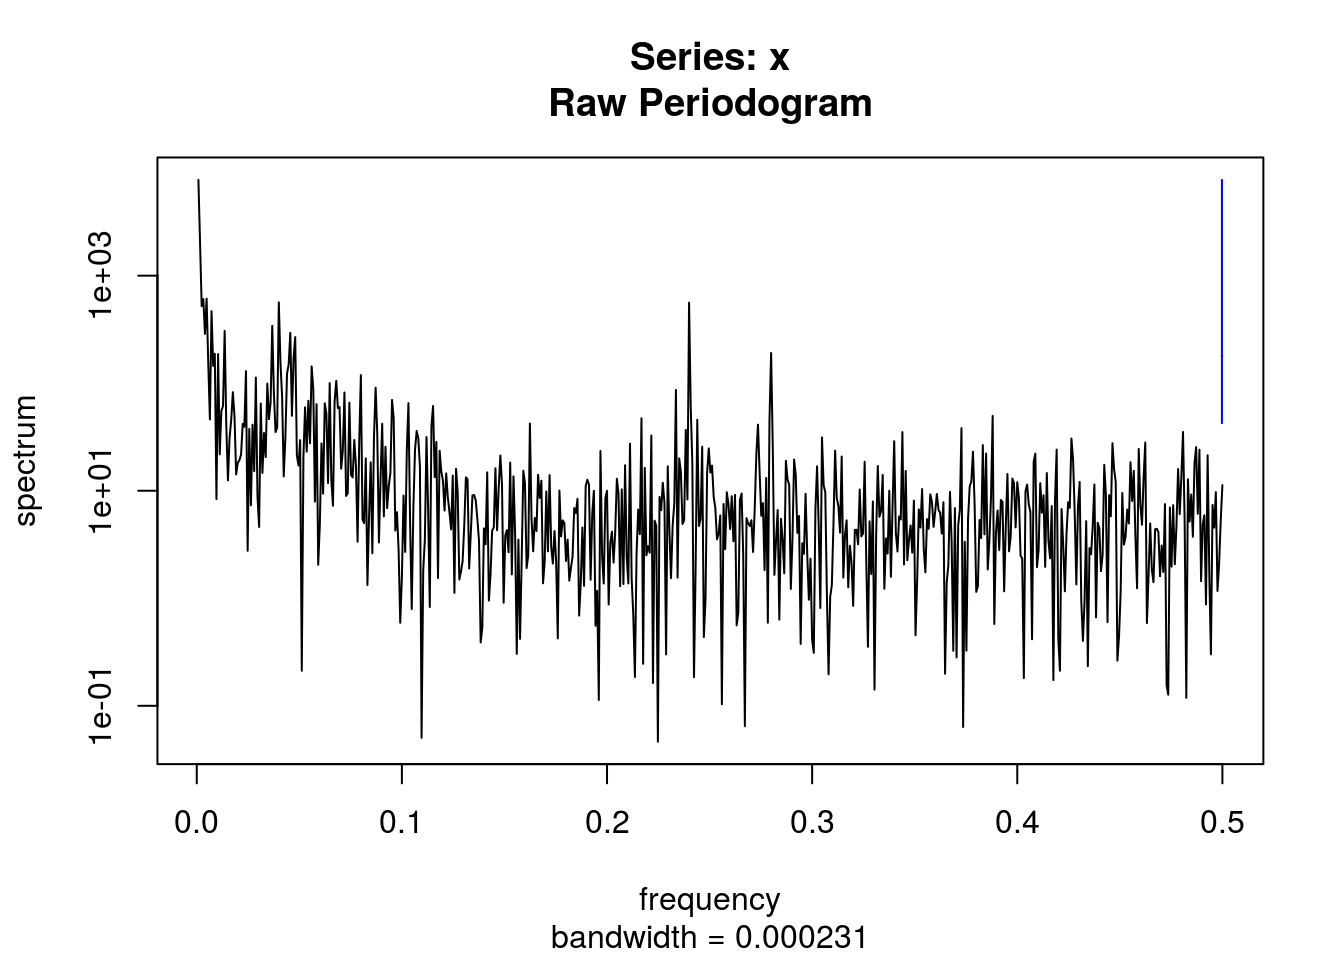 Series: x
Raw Periodogram
spectrum
1e+03
1e+01
1e-01
0.0 0.1 0.2 0.3 0.4 0.5
frequency
bandwidth = 0.000231